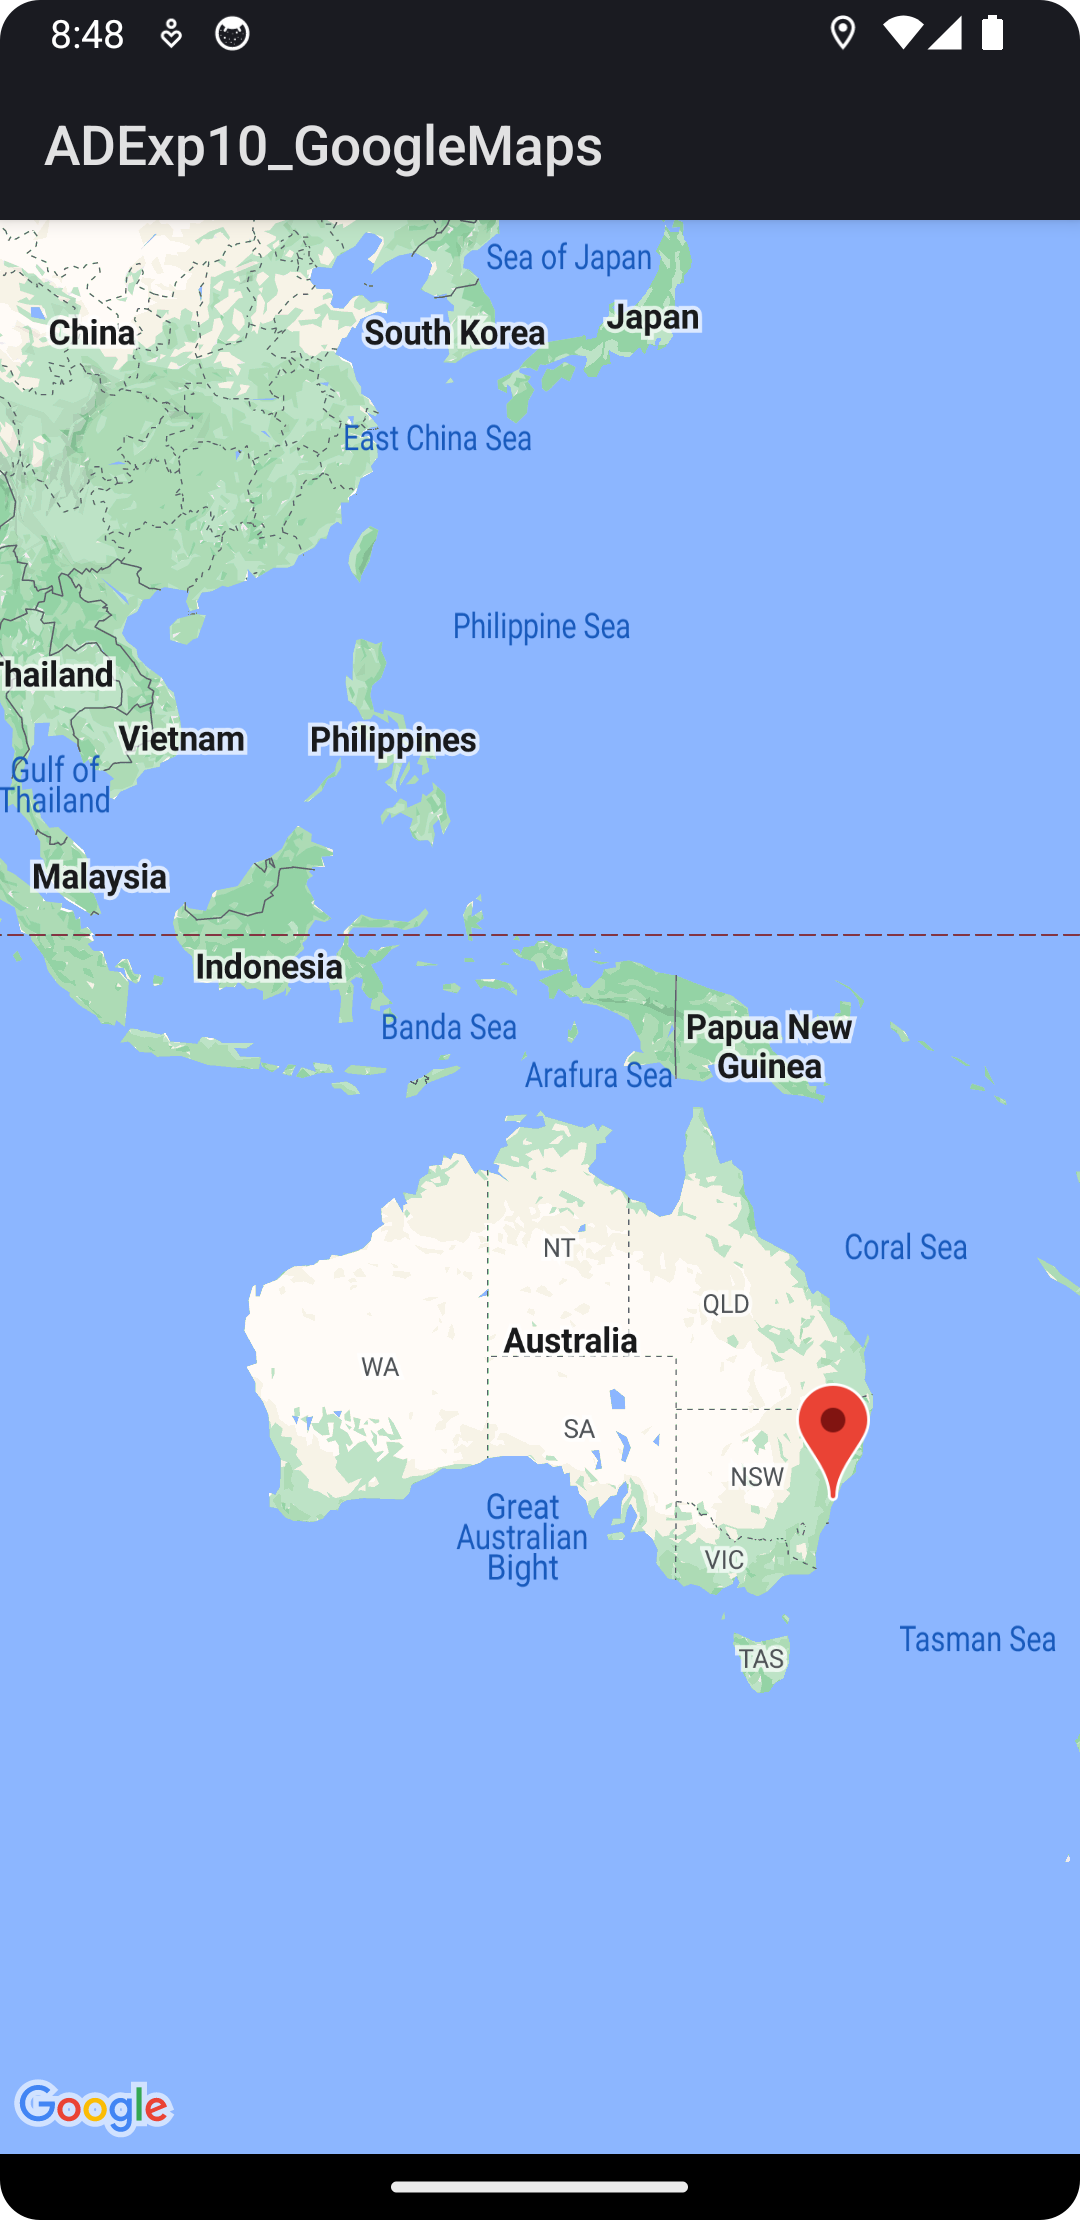 8:48
ADExp10_GoogleMaps
Sea of Japan
Japan
China
South Korea
East China Sea
Philippine Sea
Thailand
Vietnam
Philippines
Gulf of
Thailand
Malaysia
Indonesia
Banda Sea
Papua New
Guinea
Arafura Sea
NT
Coral Sea
QLD
Australia
WA
SA
NSW
Great
Australian
Bight
VIC
Tasman Sea
TAS
Google